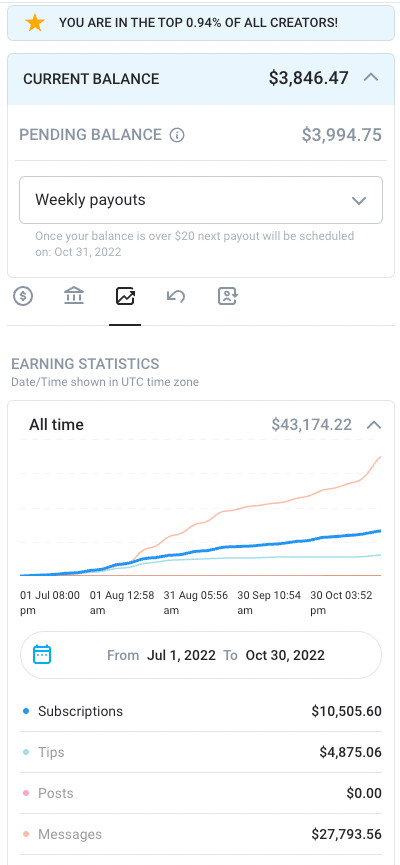 YOU ARE IN THE TOP 0.94% OF ALL CREATORS!
CURRENT BALANCE $3,846.47
PENDING BALANCE $3,994.75
Weekly payouts
Once your balance is over $20 next payout will be scheduled
on: Oct 31, 2022
EARNING STATISTICS
Date/Time shown in UTC time zone
All time $43,174.22
01 Jul 08:00 01 Aug 12:58 31 Aug 05:56 30 Sep 10:54 30 Oct 03:52
pm am am am pm
From Jul 1, 2022 To Oct 30, 2022
Subscriptions $10,505.60
Tips $4,875.06
Posts $0.00
Messages $27,793.56